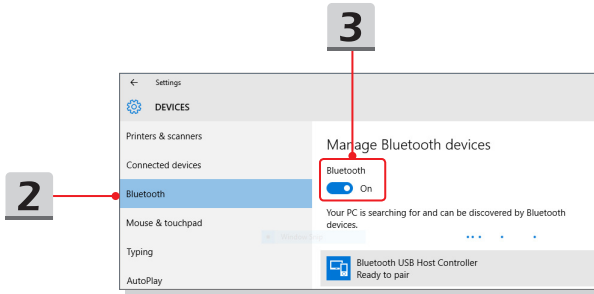 3
← Settings
DEVICES
Printers & scanners
Connected devices
2
Bluetooth
Mouse & touchpad
Typing
AutoPlay
Manage Bluetooth devices
Bluetooth
On
Your PC is searching for and can be discovered by Bluetooth
devices.
Bluetooth USB Host Controller
Ready to pair